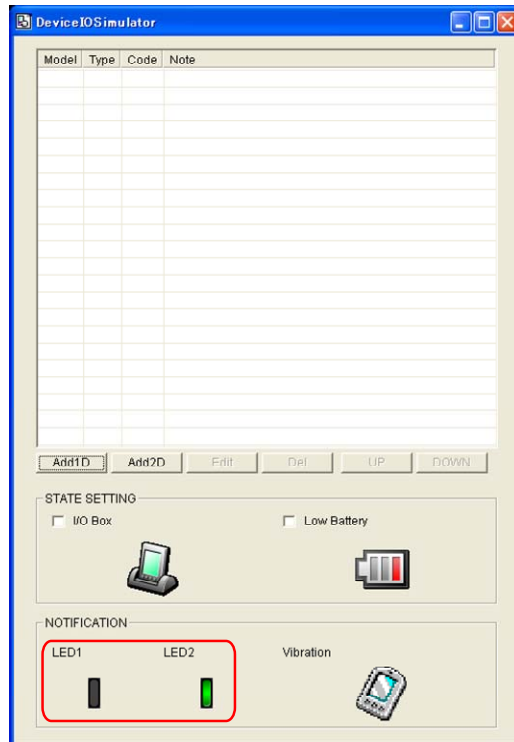 DeviceIOSimulator
Model Type Code Note
Add1D Add2D Edit Del UP DOWN
STATE SETTING
I/O Box Low Battery
NOTIFICATION
LED1 LED2 Vibration